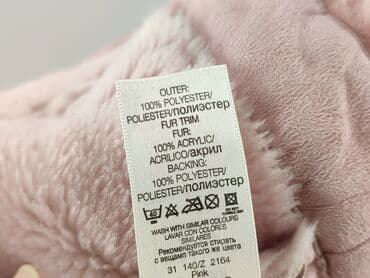 OUTER:
100% POLYESTER/
POLIESTER/полиэстер
FUR TRIM
FUR:
100% ACRYLIC/
ACRILICO/акрил
BACKING:
100% POLYESTER/
POLIESTER/полиэстер
WASH WITH SIMILAR COLOURS
LAVAR CON COLORES
SIMILARES
Рекомендуется стирать
с вещами такого же цвета
31 140/Z 2164
Pink